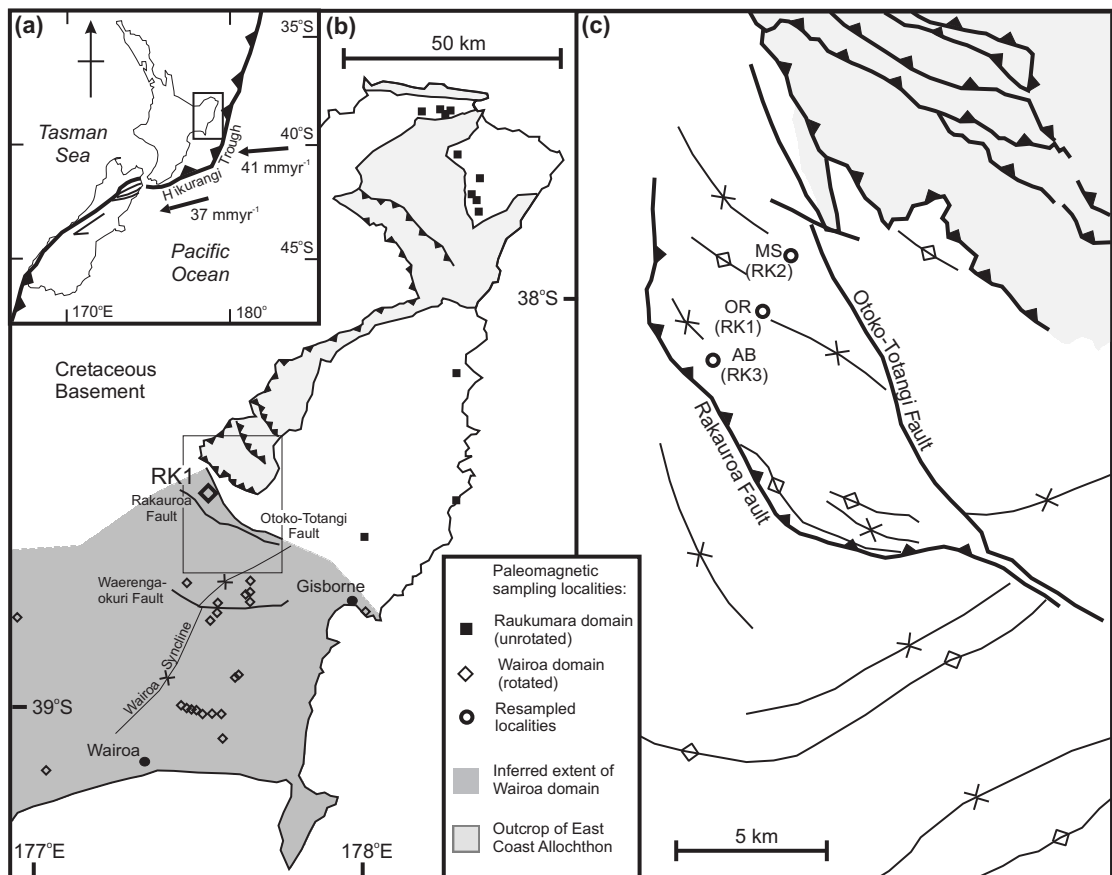 (a)
35°S
Tasman
Sea
40°S
Hikurangi Trough
41 mmyr⁻¹
37 mmyr⁻¹
Pacific
Ocean
45°S
170°E
180°
(b)
50 km
38°S
Cretaceous
Basement
RK1
Rakauroa
Fault
Otoko-Totangi
Fault
Waerenga-
okuri Fault
Gisborne
Wairoa Syncline
39°S
Wairoa
177°E
178°E
Paleomagnetic
sampling localities:
Raukumara domain
(unrotated)
Wairoa domain
(rotated)
Resampled
localities
Inferred extent of
Wairoa domain
Outcrop of East
Coast Allochthon
(c)
MS
(RK2)
OR
(RK1)
AB
(RK3)
Otoko-Totangi Fault
Rakauroa Fault
5 km